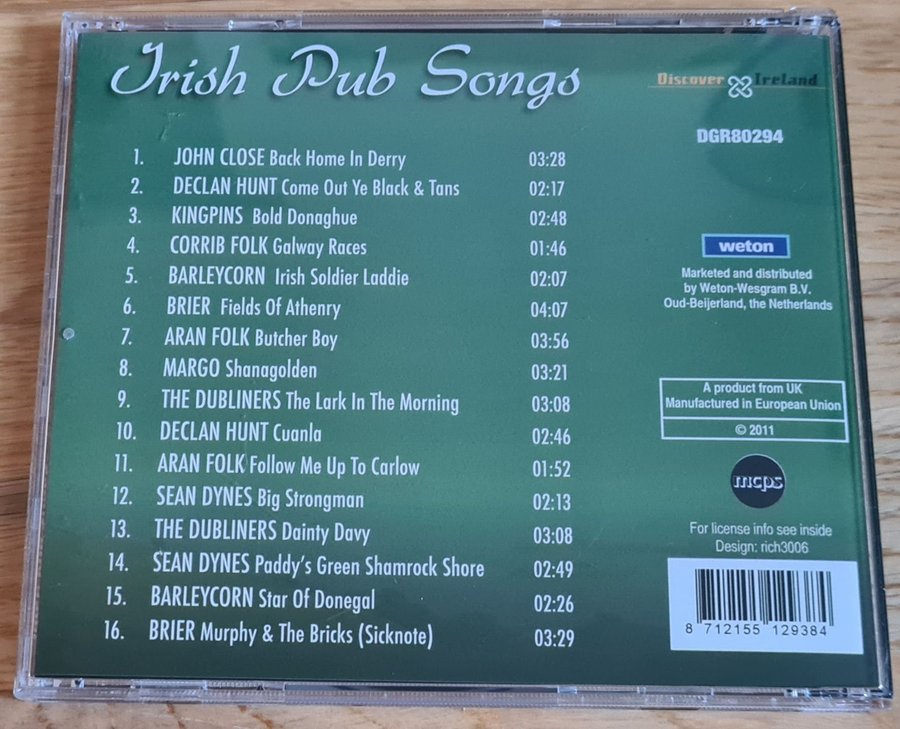 Irish Pub Songs
Discover Ireland
DGR80294
1. JOHN CLOSE Back Home In Derry 03:28
2. DECLAN HUNT Come Out Ye Black & Tans 02:17
3. KINGPINS Bold Donaghue 02:48
4. CORRIB FOLK Galway Races 01:46
5. BARLEYCORN Irish Soldier Laddie 02:07
6. BRIER Fields Of Athenry 04:07
7. ARAN FOLK Butcher Boy 03:56
8. MARGO Shanagolden 03:21
9. THE DUBLINERS The Lark In The Morning 03:08
10. DECLAN HUNT Cuanla 02:46
11. ARAN FOLK Follow Me Up To Carlow 01:52
12. SEAN DYNES Big Strongman 02:13
13. THE DUBLINERS Dainty Davy 03:08
14. SEAN DYNES Paddy's Green Shamrock Shore 02:49
15. BARLEYCORN Star Of Donegal 02:26
16. BRIER Murphy & The Bricks (Sicknote) 03:29
weton
Marketed and distributed
by Weton-Wesgram B.V.
Oud-Beijerland, the Netherlands
A product from UK
Manufactured in European Union
© 2011
mcps
For license info see inside
Design: rich3006
8 712155 129384